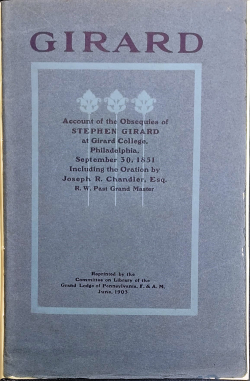 GIRARD
Account of the Obsequies of
STEPHEN GIRARD
at Girard College,
Philadelphia,
September 30, 1851
Including the Oration by
Joseph R. Chandler, Esq.
R. W. Past Grand Master
Reprinted by the
Committee on Library of the
Grand Lodge of Pennsylvania, F. & A. M.
June, 1905